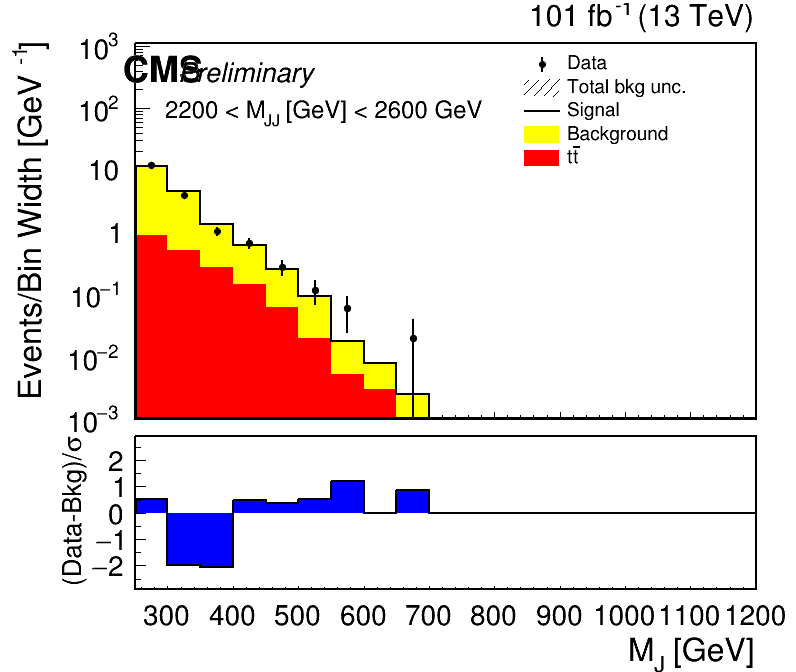 101 fb⁻¹ (13 TeV)
CMS Preliminary
2200 < M_JJ [GeV] < 2600 GeV
Data
Total bkg unc.
Signal
Background
tt̄
Events/Bin Width [GeV⁻¹]
10³
10²
10
1
10⁻¹
10⁻²
10⁻³
(Data-Bkg)/σ
2
1
0
−1
−2
300 400 500 600 700 800 900 1000 1100 1200
M_J [GeV]